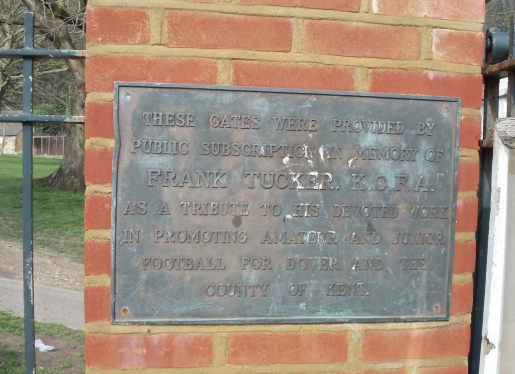 THESE GATES WERE PROVIDED BY
PUBLIC SUBSCRIPTION IN MEMORY OF
FRANK TUCKER. K.C.F.A.
AS A TRIBUTE TO HIS DEVOTED WORK
IN PROMOTING AMATEUR AND JUNIOR
FOOTBALL FOR DOVER AND THE
COUNTY OF KENT.